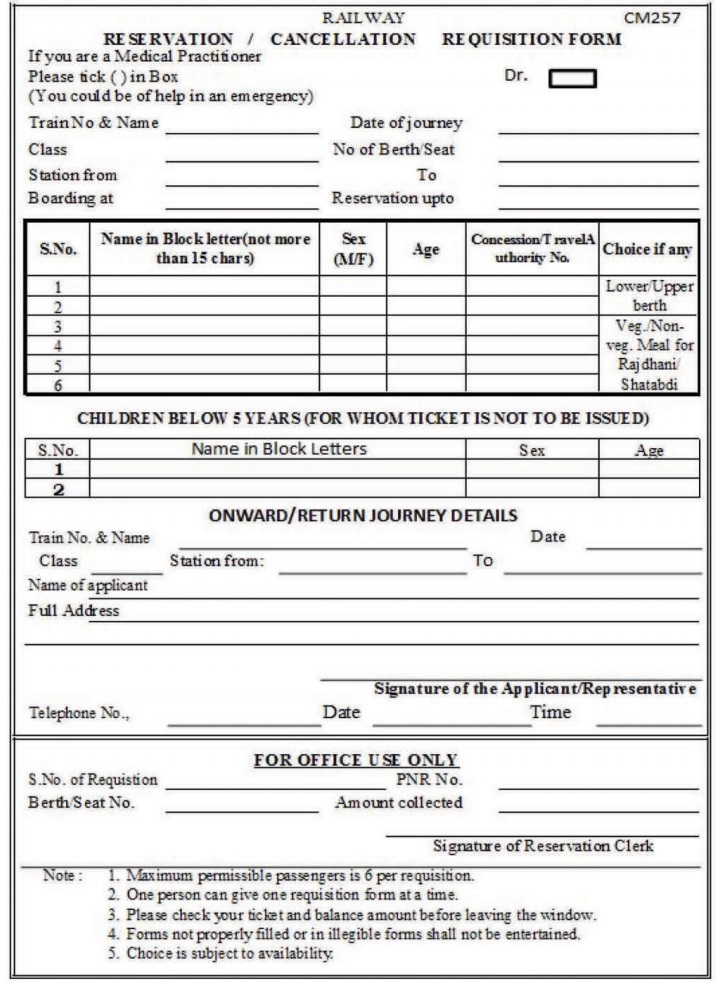 RAILWAY CM257
RESERVATION / CANCELLATION REQUISITION FORM
If you are a Medical Practitioner
Please tick ( ) in Box Dr.
(You could be of help in an emergency)
Train No & Name Date of journey
Class No of Berth/Seat
Station from To
Boarding at Reservation upto
S.No. Name in Block letter(not more than 15 chars) Sex (M/F) Age Concession/TravelA uthority No. Choice if any
1 Lower/Upper
2 berth
3 Veg./Non-
4 veg. Meal for
5 Rajdhani/
6 Shatabdi
CHILDREN BELOW 5 YEARS (FOR WHOM TICKET IS NOT TO BE ISSUED)
S.No. Name in Block Letters Sex Age
1
2
ONWARD/RETURN JOURNEY DETAILS
Train No. & Name Date
Class Station from: To
Name of applicant
Full Address
Signature of the Applicant/Representative
Telephone No., Date Time
FOR OFFICE USE ONLY
S.No. of Requistion PNR No.
Berth/Seat No. Amount collected
Signature of Reservation Clerk
Note : 1. Maximum permissible passengers is 6 per requisition.
2. One person can give one requisition form at a time.
3. Please check your ticket and balance amount before leaving the window.
4. Forms not properly filled or in illegible forms shall not be entertained.
5. Choice is subject to availability.